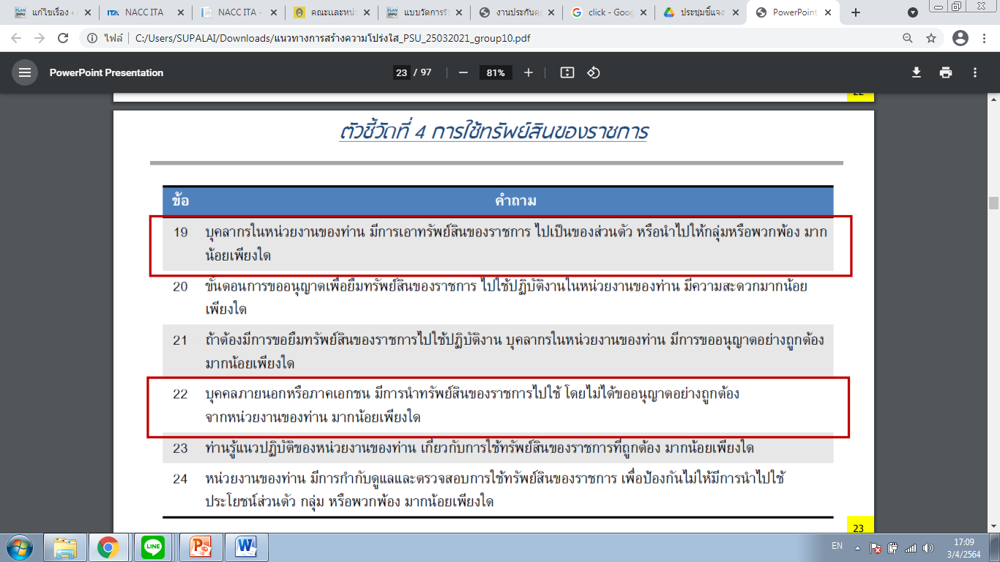 แก้ไขเรื่อง ‹
NACC ITA
NACC ITA -
คณะและหน่ว
แบบวัดการรั
งานประกันคุ
click - Goog
ประชุมชี้แจง
PowerPoint
ไฟล์ C:/Users/SUPALAI/Downloads/แนวทางการสร้างความโปร่งใส_PSU_25032021_group10.pdf
PowerPoint Presentation
23 / 97
81%
ตัวชี้วัดที่ 4 การใช้ทรัพย์สินของราชการ
ข้อ คำถาม
19 บุคลากรในหน่วยงานของท่าน มีการเอาทรัพย์สินของราชการ ไปเป็นของส่วนตัว หรือนำไปให้กลุ่มหรือพวกพ้อง มาก
น้อยเพียงใด
20 ขั้นตอนการขออนุญาตเพื่อยืมทรัพย์สินของราชการ ไปใช้ปฏิบัติงานในหน่วยงานของท่าน มีความสะดวกมากน้อย
เพียงใด
21 ถ้าต้องมีการขอยืมทรัพย์สินของราชการไปใช้ปฏิบัติงาน บุคลากรในหน่วยงานของท่าน มีการขออนุญาตอย่างถูกต้อง
มากน้อยเพียงใด
22 บุคคลภายนอกหรือภาคเอกชน มีการนำทรัพย์สินของราชการไปใช้ โดยไม่ได้ขออนุญาตอย่างถูกต้อง
จากหน่วยงานของท่าน มากน้อยเพียงใด
23 ท่านรู้แนวปฏิบัติของหน่วยงานของท่าน เกี่ยวกับการใช้ทรัพย์สินของราชการที่ถูกต้อง มากน้อยเพียงใด
24 หน่วยงานของท่าน มีการกำกับดูแลและตรวจสอบการใช้ทรัพย์สินของราชการ เพื่อป้องกันไม่ให้มีการนำไปใช้
ประโยชน์ส่วนตัว กลุ่ม หรือพวกพ้อง มากน้อยเพียงใด
23
EN
17:09
3/4/2564